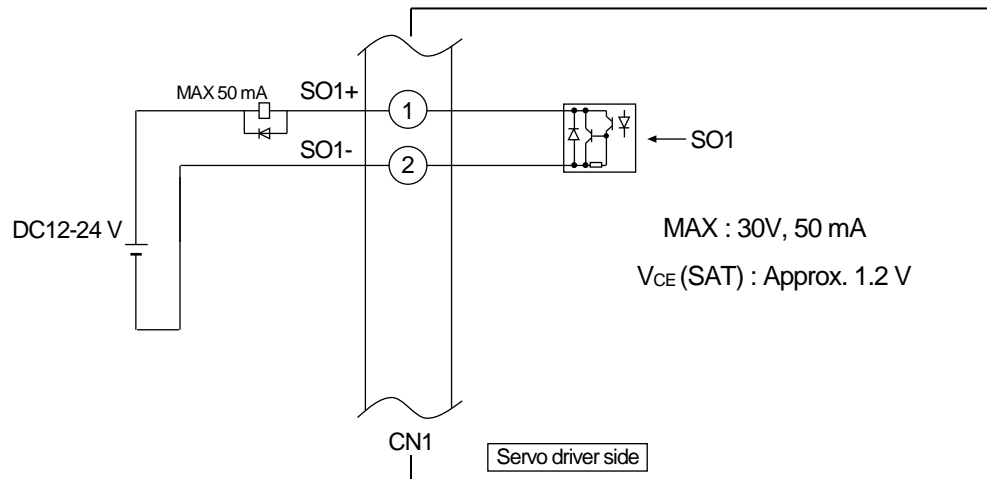 MAX 50 mA
SO1+
1
SO1-
2
SO1
DC12-24 V
MAX : 30V, 50 mA
VCE (SAT) : Approx. 1.2 V
CN1
Servo driver side